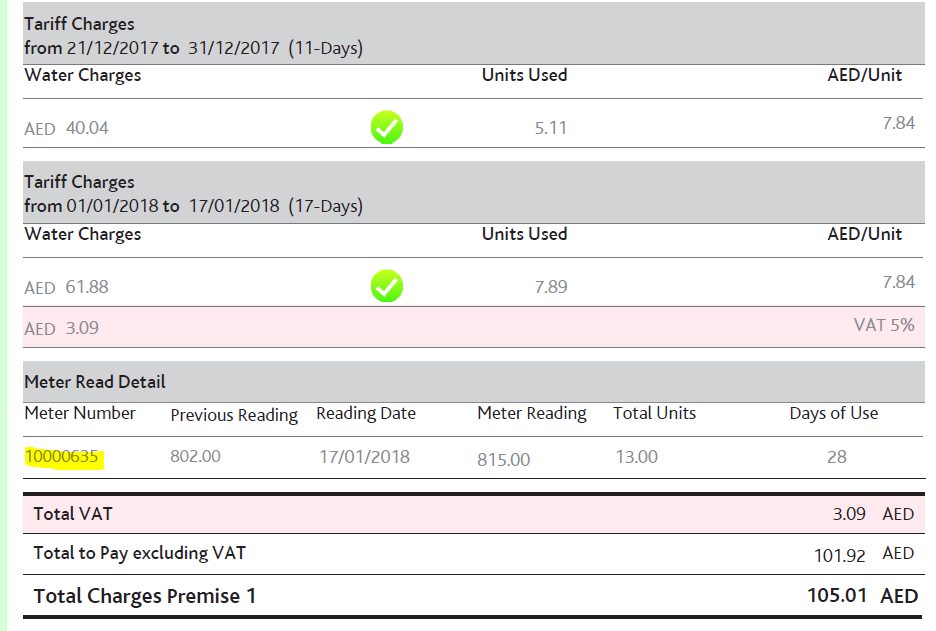 Tariff Charges
from 21/12/2017 to 31/12/2017 (11-Days)
Water Charges Units Used AED/Unit
AED 40.04 5.11 7.84
Tariff Charges
from 01/01/2018 to 17/01/2018 (17-Days)
Water Charges Units Used AED/Unit
AED 61.88 7.89 7.84
AED 3.09 VAT 5%
Meter Read Detail
Meter Number Previous Reading Reading Date Meter Reading Total Units Days of Use
10000635 802.00 17/01/2018 815.00 13.00 28
Total VAT 3.09 AED
Total to Pay excluding VAT 101.92 AED
Total Charges Premise 1 105.01 AED